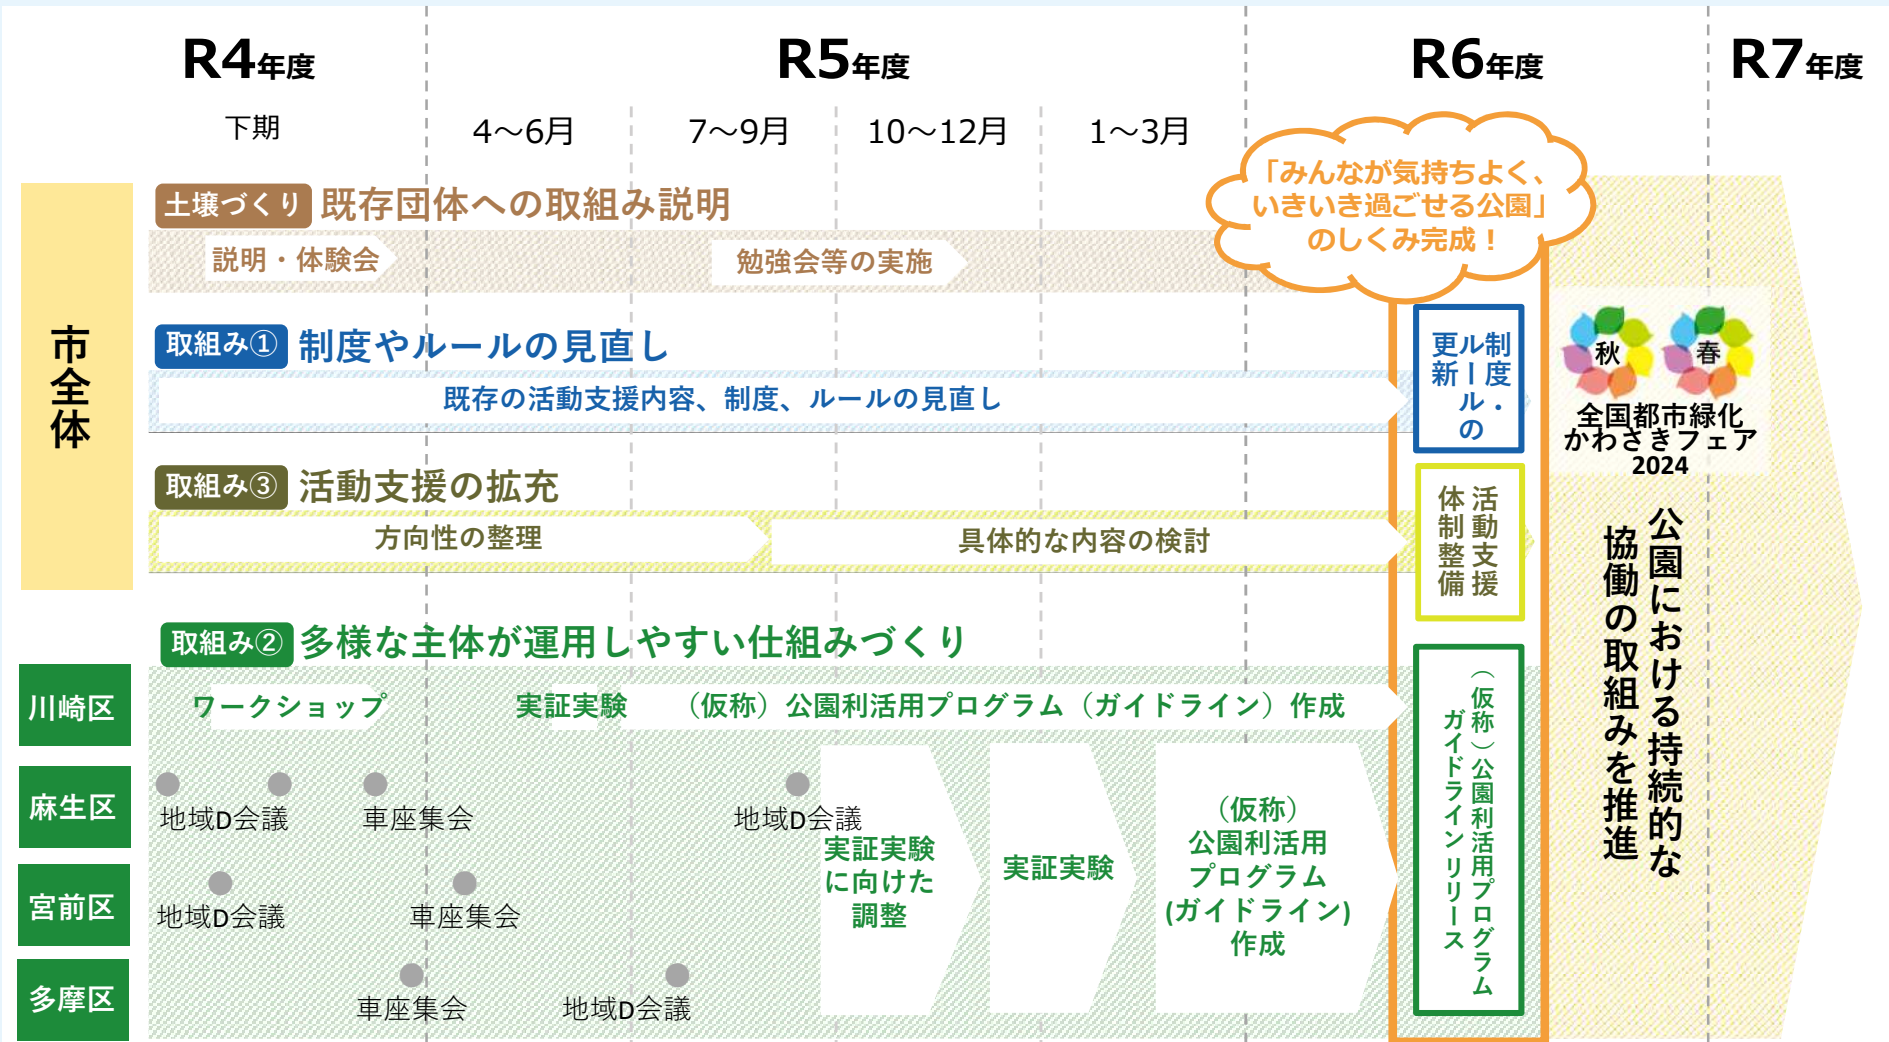 R4年度
R5年度
R6年度
R7年度
下期
4～6月
7～9月
10～12月
1～3月
「みんなが気持ちよく、
いきいき過ごせる公園」
のしくみ完成！
市全体
土壌づくり 既存団体への取組み説明
説明・体験会
勉強会等の実施
取組み① 制度やルールの見直し
既存の活動支援内容、制度、ルールの見直し
制度・
ルールの
更新
取組み③ 活動支援の拡充
方向性の整理
具体的な内容の検討
活動支援
体制整備
秋
春
全国都市緑化
かわさきフェア
2024
公園における持続的な
協働の取組みを推進
取組み② 多様な主体が運用しやすい仕組みづくり
川崎区
ワークショップ
実証実験
（仮称）公園利活用プログラム（ガイドライン）作成
麻生区
地域D会議
車座集会
地域D会議
宮前区
地域D会議
車座集会
多摩区
車座集会
地域D会議
実証実験
に向けた
調整
実証実験
（仮称）
公園利活用
プログラム
(ガイドライン)
作成
（仮称）公園利活用プログラム
ガイドラインリリース